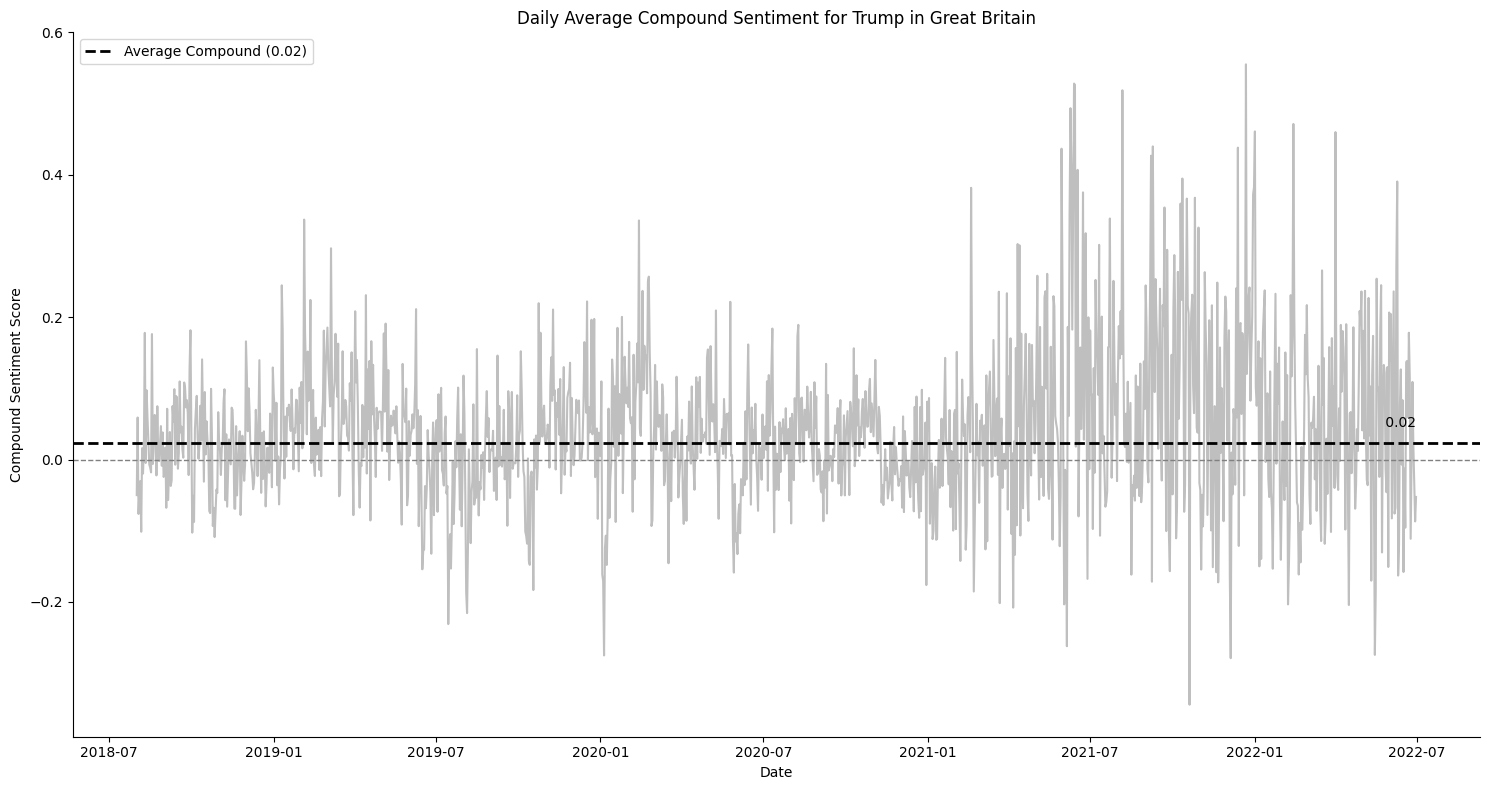 Daily Average Compound Sentiment for Trump in Great Britain
0.6
Average Compound (0.02)
0.4
0.2
0.02
0.0
−0.2
Compound Sentiment Score
2018-07 2019-01 2019-07 2020-01 2020-07 2021-01 2021-07 2022-01 2022-07
Date